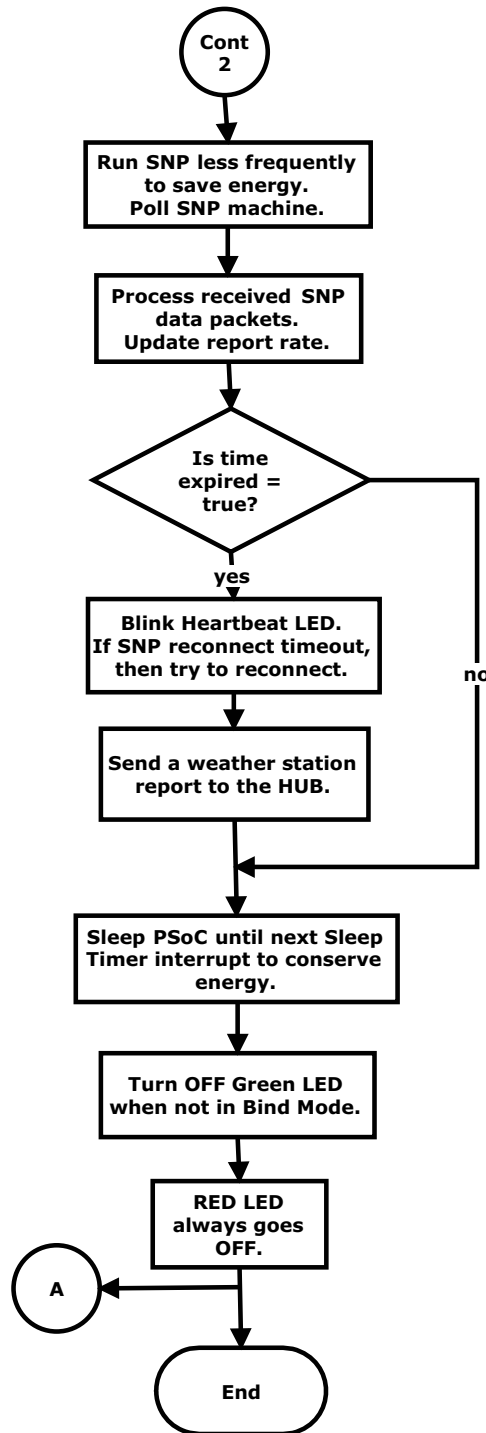 Cont
2
Run SNP less frequently
to save energy.
Poll SNP machine.
Process received SNP
data packets.
Update report rate.
Is time
expired =
true?
yes
no
Blink Heartbeat LED.
If SNP reconnect timeout,
then try to reconnect.
Send a weather station
report to the HUB.
Sleep PSoC until next Sleep
Timer interrupt to conserve
energy.
Turn OFF Green LED
when not in Bind Mode.
RED LED
always goes
OFF.
A
End